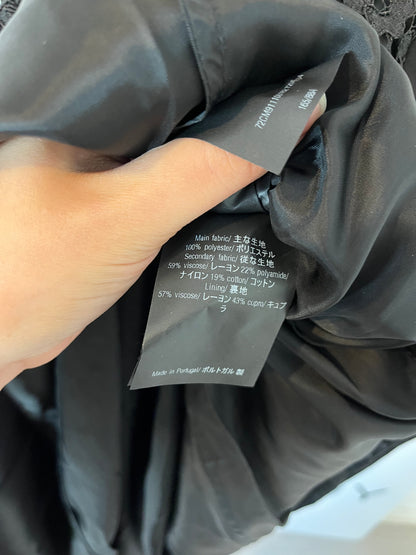 165/88A
Main fabric/ 主な生地
100% polyester/ ポリエステル
Secondary fabric/ 従な生地
59% viscose/ レーヨン 22% polyamide/
ナイロン 19% cotton/ コットン
Lining/ 裏地
57% viscose/ レーヨン 43% cupro/ キュプ
ラ
Made in Portugal/ ポルトガル 製